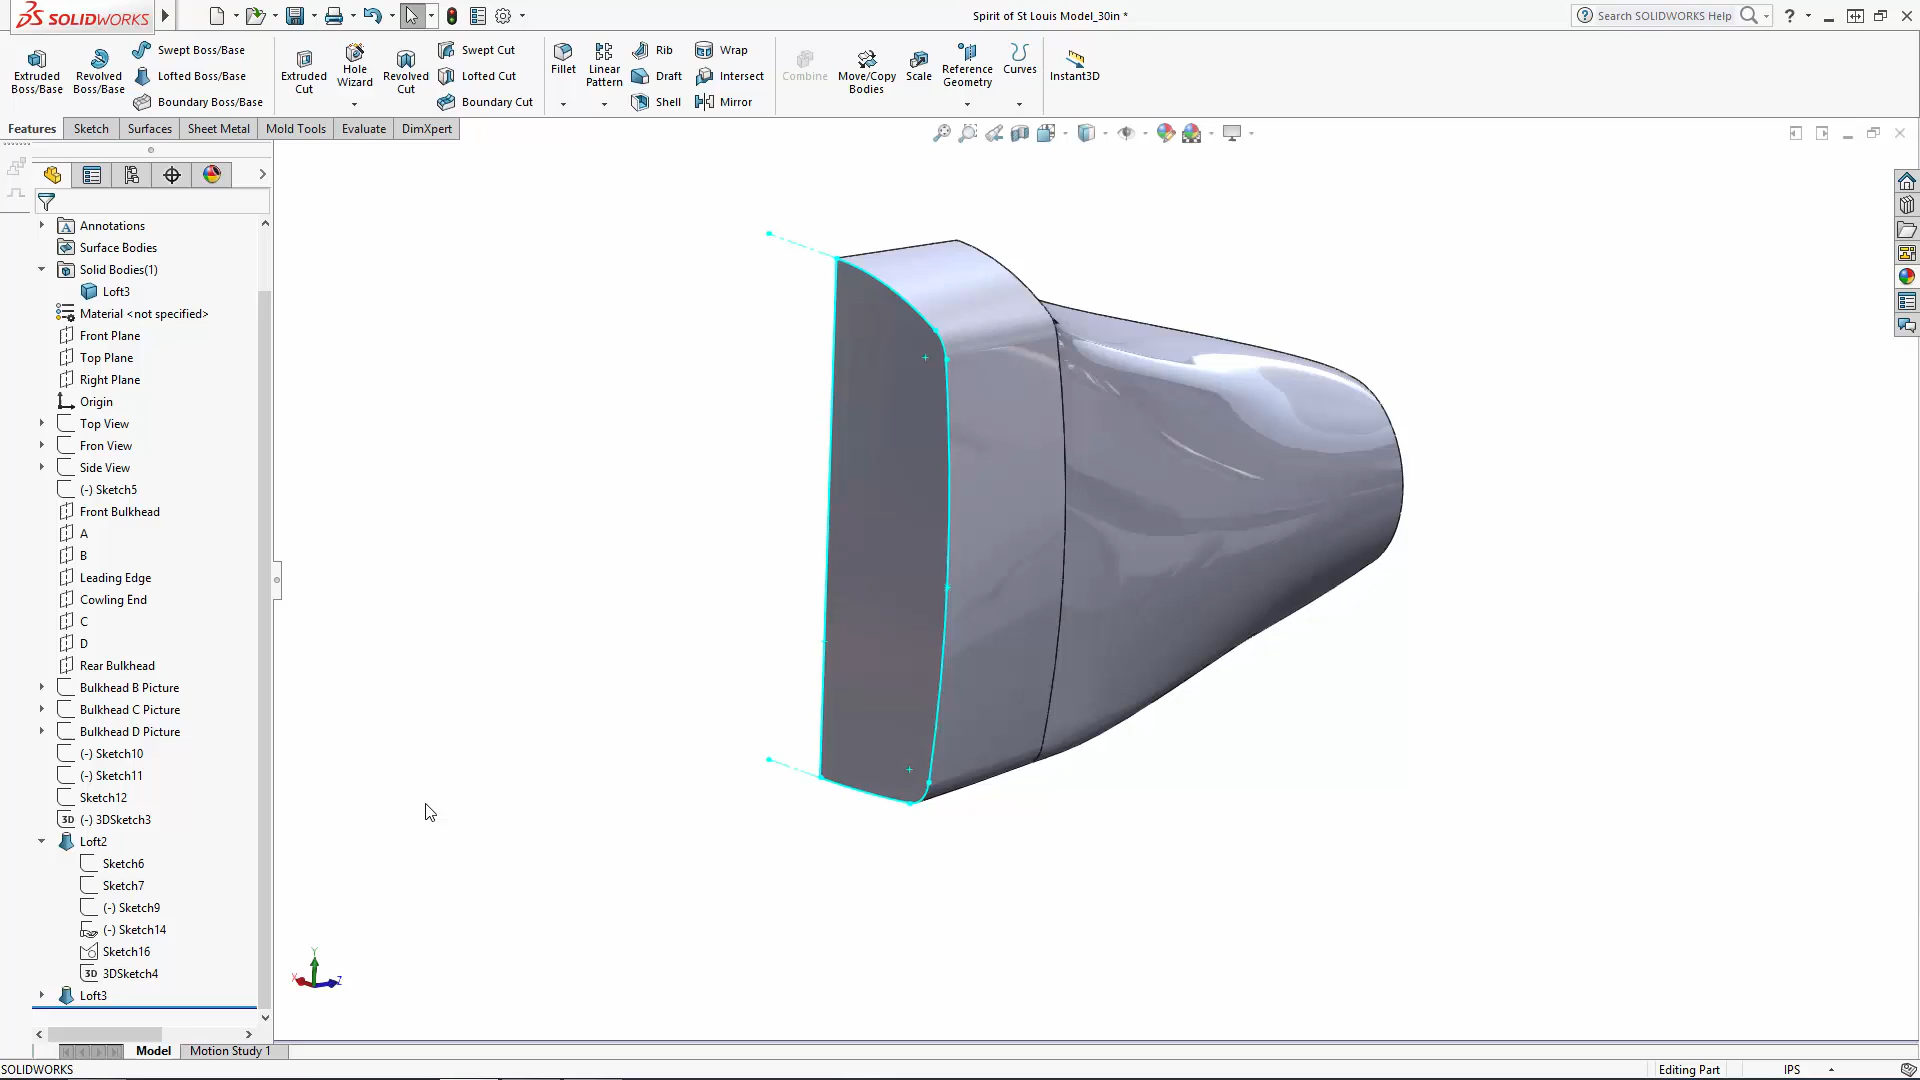 SOLIDWORKS
Spirit of St Louis Model_30in *
Search SOLIDWORKS Help
?
Extruded
Boss/Base
Revolved
Boss/Base
Swept Boss/Base
Lofted Boss/Base
Boundary Boss/Base
Extruded
Cut
Hole
Wizard
Revolved
Cut
Swept Cut
Lofted Cut
Boundary Cut
Fillet
Linear
Pattern
Rib
Draft
Shell
Wrap
Intersect
Mirror
Combine
Move/Copy
Bodies
Scale
Reference
Geometry
Curves
Instant3D
Features
Sketch
Surfaces
Sheet Metal
Mold Tools
Evaluate
DimXpert
Annotations
Surface Bodies
Solid Bodies(1)
Loft3
Material <not specified>
Front Plane
Top Plane
Right Plane
Origin
Top View
Fron View
Side View
(-) Sketch5
Front Bulkhead
A
B
Leading Edge
Cowling End
C
D
Rear Bulkhead
Bulkhead B Picture
Bulkhead C Picture
Bulkhead D Picture
(-) Sketch10
(-) Sketch11
Sketch12
3D (-) 3DSketch3
Loft2
Sketch6
Sketch7
(-) Sketch9
(-) Sketch14
Sketch16
3D 3DSketch4
Loft3
Y
X
Z
Model
Motion Study 1
SOLIDWORKS
Editing Part
IPS